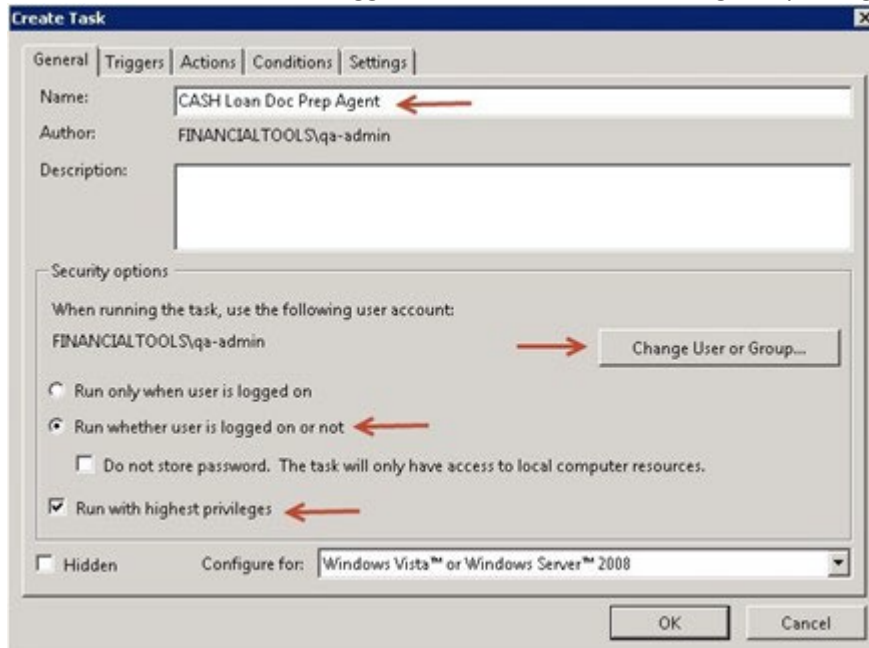 Create Task
General Triggers Actions Conditions Settings
Name: CASH Loan Doc Prep Agent
Author: FINANCIALTOOLS\qa-admin
Description:
Security options
When running the task, use the following user account:
FINANCIALTOOLS\qa-admin Change User or Group...
Run only when user is logged on
Run whether user is logged on or not
Do not store password. The task will only have access to local computer resources.
Run with highest privileges
Hidden Configure for: Windows Vista™ or Windows Server™ 2008
OK Cancel